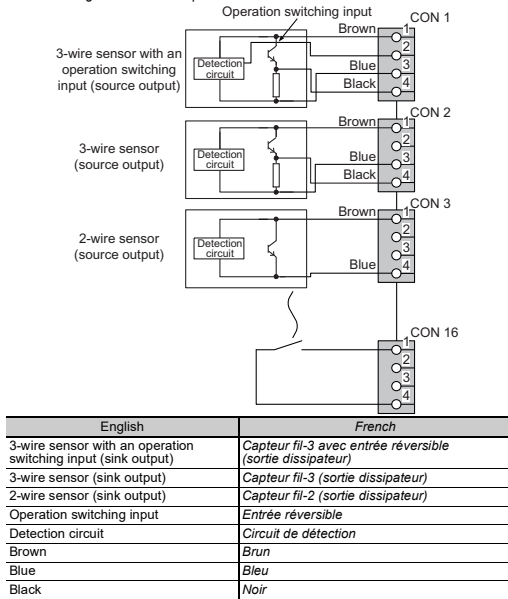 Operation switching input
CON 1
Brown
1
3-wire sensor with an
operation switching
input (source output)
Detection
circuit
2
Blue
3
Black
4
CON 2
Brown
1
3-wire sensor
(source output)
Detection
circuit
2
Blue
3
Black
4
CON 3
Brown
1
2-wire sensor
(source output)
Detection
circuit
2
3
Blue
4
CON 16
1
2
3
4
English French
3-wire sensor with an operation
switching input (sink output)
Capteur fil-3 avec entrée réversible
(sortie dissipateur)
3-wire sensor (sink output) Capteur fil-3 (sortie dissipateur)
2-wire sensor (sink output) Capteur fil-2 (sortie dissipateur)
Operation switching input Entrée réversible
Detection circuit Circuit de détection
Brown Brun
Blue Bleu
Black Noir